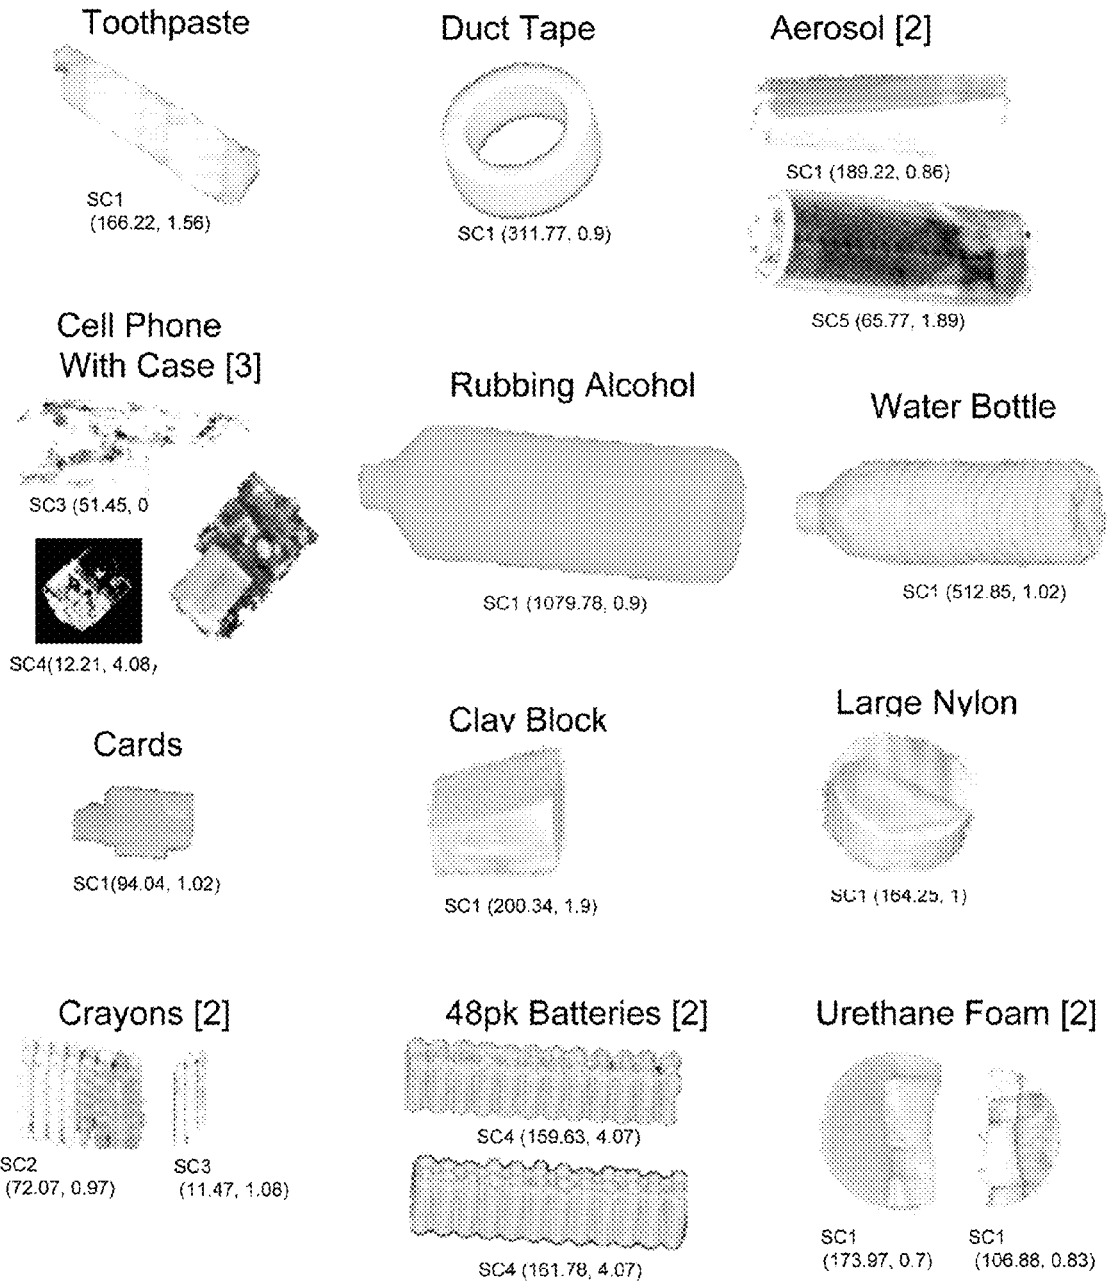 Toothpaste
Duct Tape
Aerosol [2]
SC1
(166.22, 1.56)
SC1 (311.77, 0.9)
SC1 (189.22, 0.86)
SC5 (65.77, 1.89)
Cell Phone
With Case [3]
SC3 (51.45, 0
SC4(12.21, 4.08)
Rubbing Alcohol
SC1 (1079.78, 0.9)
Water Bottle
SC1 (512.85, 1.02)
Cards
SC1(94.04, 1.02)
Clay Block
SC1 (200.34, 1.9)
Large Nylon
SC1 (164.25, 1)
Crayons [2]
SC2
(72.07, 0.97)
SC3
(11.47, 1.08)
48pk Batteries [2]
SC4 (159.63, 4.07)
SC4 (161.78, 4.07)
Urethane Foam [2]
SC1
(173.97, 0.7)
SC1
(106.88, 0.83)